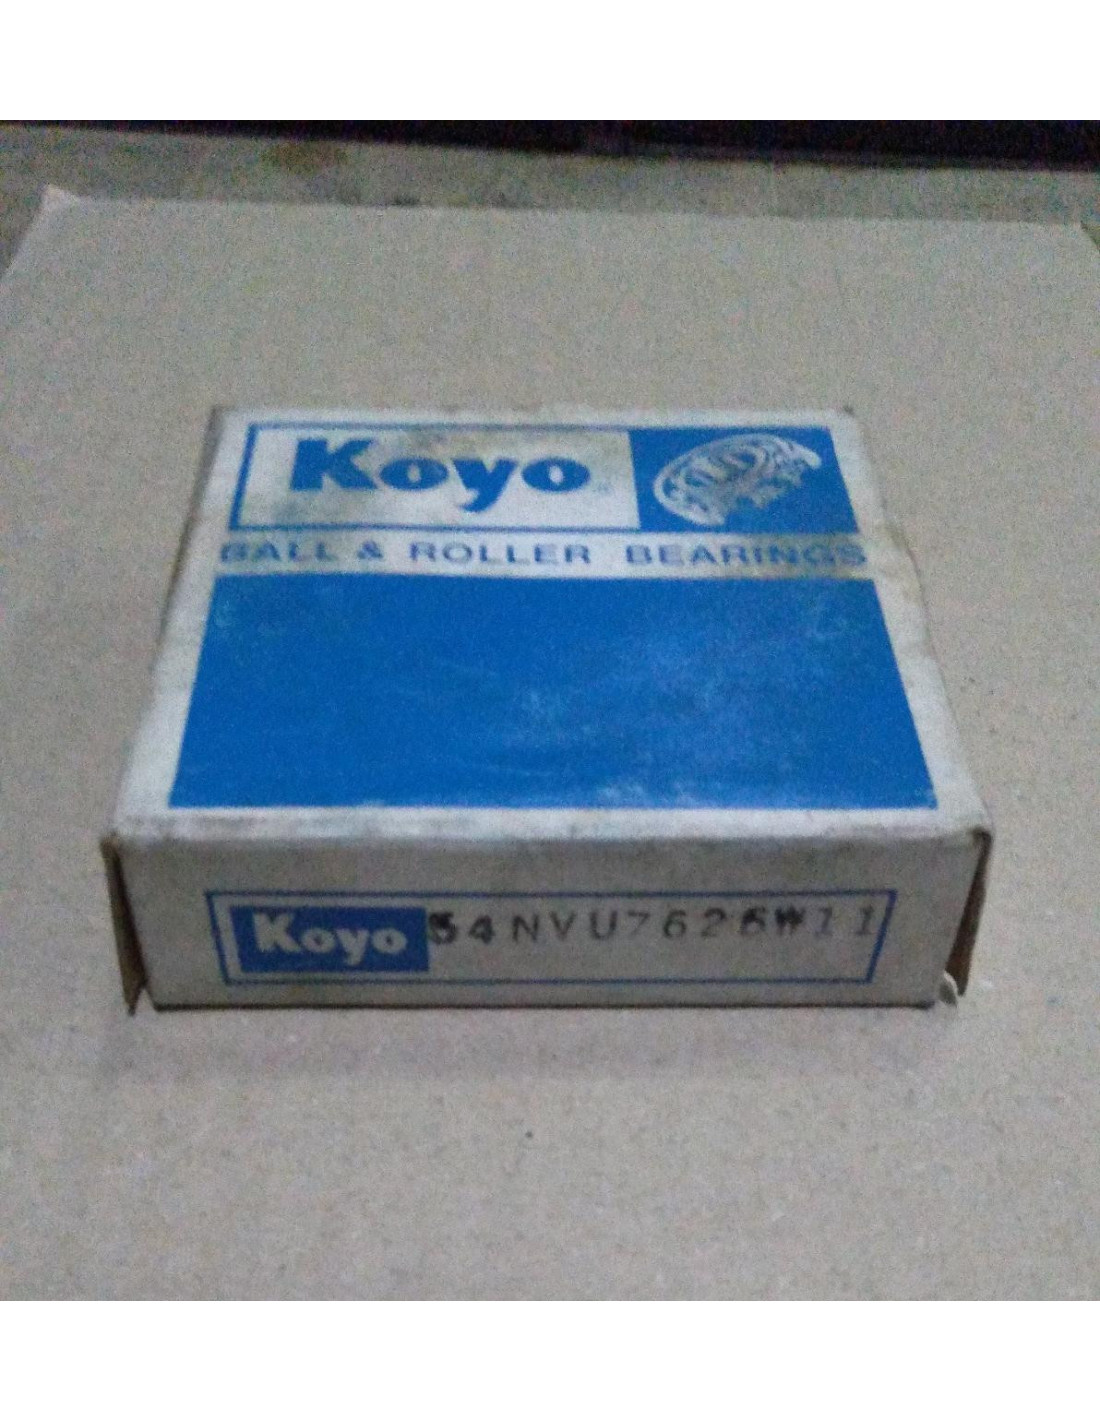 Koyo
BALL & ROLLER BEARINGS
Koyo 54NVU7626W11